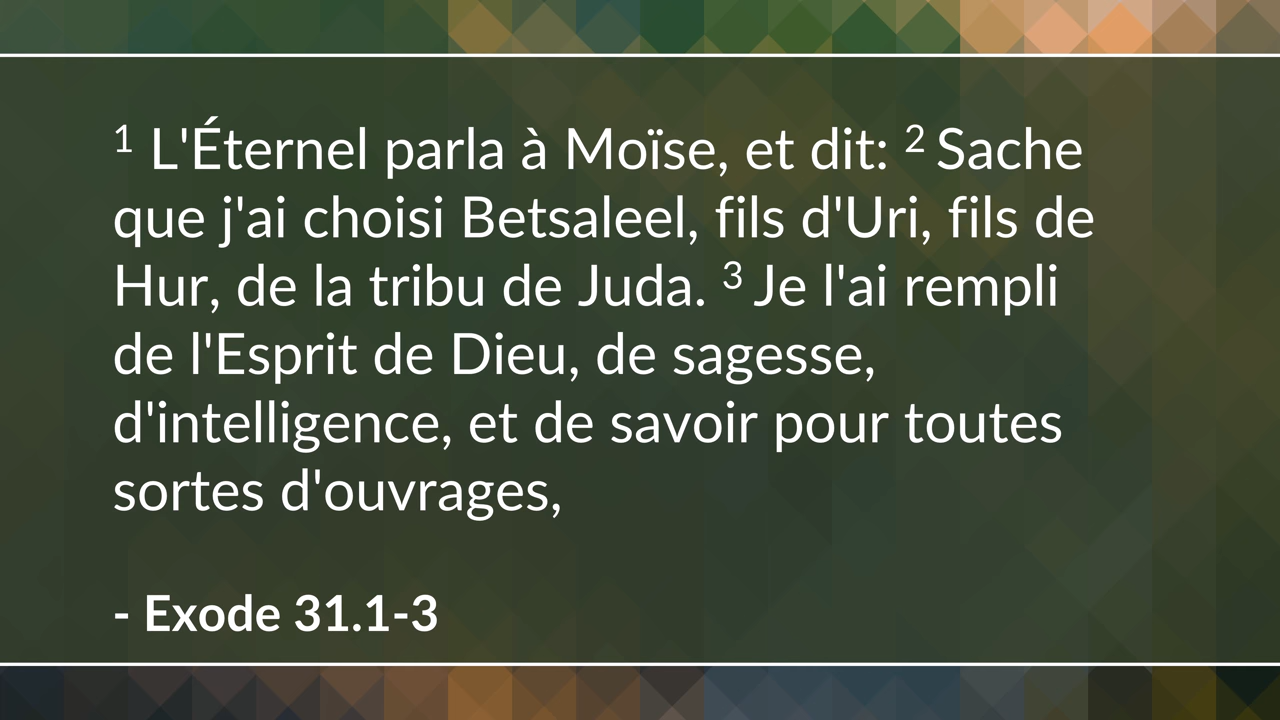 1 L'Éternel parla à Moïse, et dit: 2 Sache
que j'ai choisi Betsaleel, fils d'Uri, fils de
Hur, de la tribu de Juda. 3 Je l'ai rempli
de l'Esprit de Dieu, de sagesse,
d'intelligence, et de savoir pour toutes
sortes d'ouvrages,
- Exode 31.1-3